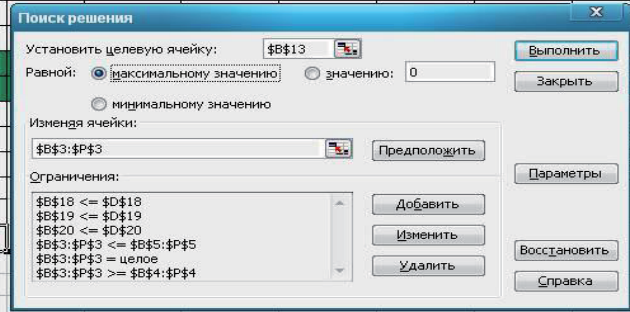 Поиск решения
Установить целевую ячейку: $B$13 Выполнить
Равной: максимальному значению значению: 0 Закрыть
минимальному значению
Изменяя ячейки:
$B$3:$P$3 Предположить
Ограничения: Параметры
$B$18 <= $D$18 Добавить
$B$19 <= $D$19
$B$20 <= $D$20 Изменить
$B$3:$P$3 <= $B$5:$P$5 Восстановить
$B$3:$P$3 = целое Удалить
$B$3:$P$3 >= $B$4:$P$4 Справка